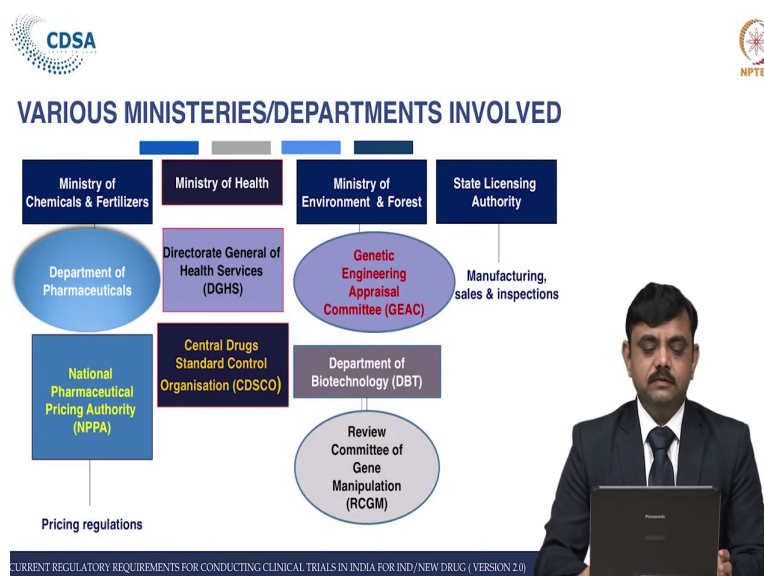 CDSA
NPTE
VARIOUS MINISTERIES/DEPARTMENTS INVOLVED
Ministry of
Chemicals & Fertilizers
Department of
Pharmaceuticals
National
Pharmaceutical
Pricing Authority
(NPPA)
Pricing regulations
Ministry of Health
Directorate General of
Health Services
(DGHS)
Central Drugs
Standard Control
Organisation (CDSCO)
Ministry of
Environment & Forest
Genetic
Engineering
Appraisal
Committee (GEAC)
Department of
Biotechnology (DBT)
Review
Committee of
Gene
Manipulation
(RCGM)
State Licensing
Authority
Manufacturing,
sales & inspections
Panasonic
CURRENT REGULATORY REQUIREMENTS FOR CONDUCTING CLINICAL TRIALS IN INDIA FOR IND/NEW DRUG ( VERSION 2.0)